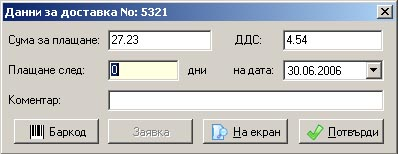 Данни за доставка No: 5321
Сума за плащане: 27.23 ДДС: 4.54
Плащане след: 0 дни на дата: 30.06.2006
Коментар:
Баркод Заявка На екран Потвърди